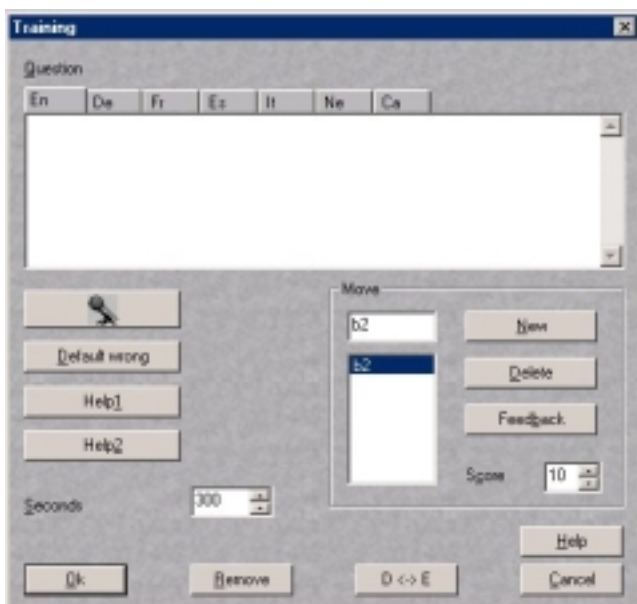 Training
Question
En De Fr Es It Ne Ca
Move
b2 New
Default wrong
b2
Delete
Help1
Feedback
Help2
Score 10
Seconds 300
Help
Ok Remove D <-> E Cancel